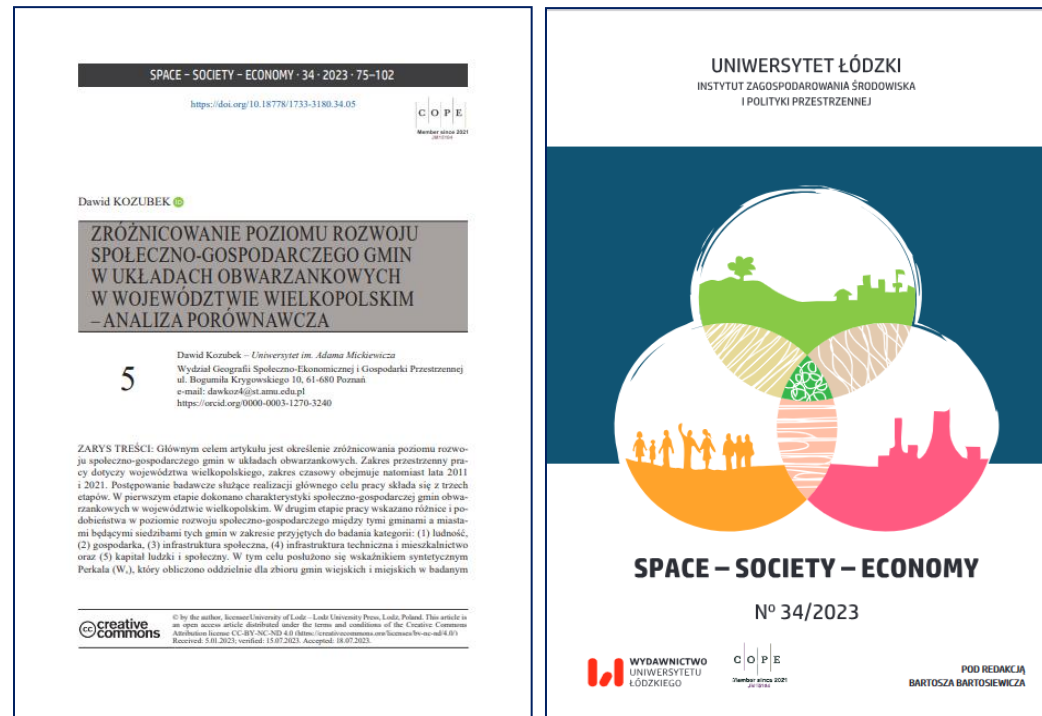 SPACE – SOCIETY – ECONOMY · 34 · 2023 · 75–102
https://doi.org/10.18778/1733-3180.34.05
C O P E
Member since 2021
JM10164
Dawid KOZUBEK
ZRÓŻNICOWANIE POZIOMU ROZWOJU
SPOŁECZNO-GOSPODARCZEGO GMIN
W UKŁADACH OBWARZANKOWYCH
W WOJEWÓDZTWIE WIELKOPOLSKIM
– ANALIZA PORÓWNAWCZA
5
Dawid Kozubek – Uniwersytet im. Adama Mickiewicza
Wydział Geografii Społeczno-Ekonomicznej i Gospodarki Przestrzennej
ul. Bogumiła Krygowskiego 10, 61-680 Poznań
e-mail: dawkoz4@st.amu.edu.pl
https://orcid.org/0000-0003-1270-3240
ZARYS TREŚCI: Głównym celem artykułu jest określenie zróżnicowania poziomu rozwo-
ju społeczno-gospodarczego gmin w układach obwarzankowych. Zakres przestrzenny pra-
cy dotyczy województwa wielkopolskiego, zakres czasowy obejmuje natomiast lata 2011
i 2021. Postępowanie badawcze służące realizacji głównego celu pracy składa się z trzech
etapów. W pierwszym etapie dokonano charakterystyki społeczno-gospodarczej gmin obwa-
rzankowych w województwie wielkopolskim. W drugim etapie pracy wskazano różnice i po-
dobieństwa w poziomie rozwoju społeczno-gospodarczego między tymi gminami a miasta-
mi będącymi siedzibami tych gmin w zakresie przyjętych do badania kategorii: (1) ludność,
(2) gospodarka, (3) infrastruktura społeczna, (4) infrastruktura techniczna i mieszkalnictwo
oraz (5) kapitał ludzki i społeczny. W tym celu posłużono się wskaźnikiem syntetycznym
Perkala (Wₛ), który obliczono oddzielnie dla zbioru gmin wiejskich i miejskich w badanym
cc creative commons
© by the author, licensee University of Lodz – Lodz University Press, Lodz, Poland. This article is
an open access article distributed under the terms and conditions of the Creative Commons
Attribution license CC-BY-NC-ND 4.0 (https://creativecommons.org/licenses/by-nc-nd/4.0/)
Received: 5.01.2023; verified: 15.07.2023. Accepted: 18.07.2023.
UNIWERSYTET ŁÓDZKI
INSTYTUT ZAGOSPODAROWANIA ŚRODOWISKA
I POLITYKI PRZESTRZENNEJ
SPACE – SOCIETY – ECONOMY
Nº 34/2023
WYDAWNICTWO
UNIWERSYTETU
ŁÓDZKIEGO
C O P E
Member since 2021
JM10164
POD REDAKCJĄ
BARTOSZA BARTOSIEWICZA